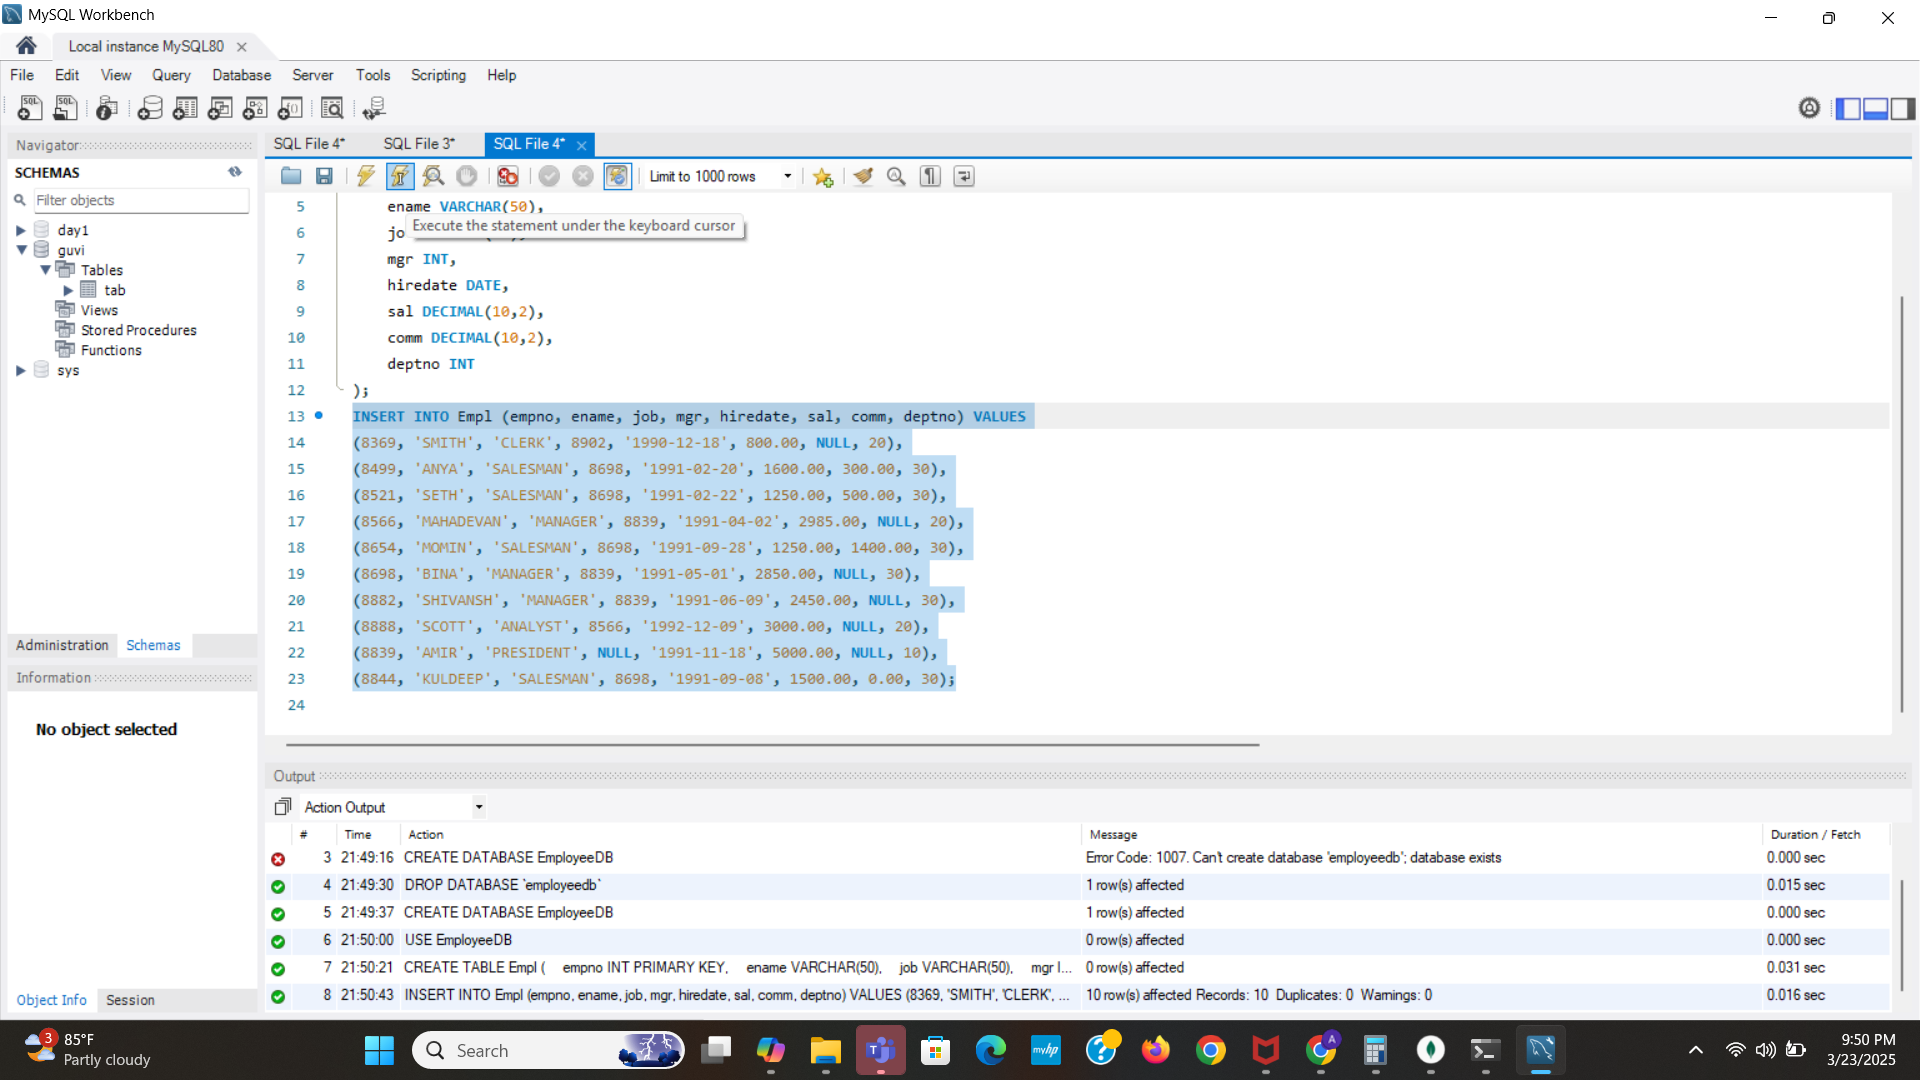 MySQL Workbench
Local instance MySQL80
File Edit View Query Database Server Tools Scripting Help
Navigator
SCHEMAS
Filter objects
day1
guvi
Tables
tab
Views
Stored Procedures
Functions
sys
Administration Schemas
Information
No object selected
Object Info Session
SQL File 4* SQL File 3* SQL File 4*
Limit to 1000 rows
5 ename VARCHAR(50),
Execute the statement under the keyboard cursor
6 jo
7 mgr INT,
8 hiredate DATE,
9 sal DECIMAL(10,2),
10 comm DECIMAL(10,2),
11 deptno INT
12 );
13 INSERT INTO Empl (empno, ename, job, mgr, hiredate, sal, comm, deptno) VALUES
14 (8369, 'SMITH', 'CLERK', 8902, '1990-12-18', 800.00, NULL, 20),
15 (8499, 'ANYA', 'SALESMAN', 8698, '1991-02-20', 1600.00, 300.00, 30),
16 (8521, 'SETH', 'SALESMAN', 8698, '1991-02-22', 1250.00, 500.00, 30),
17 (8566, 'MAHADEVAN', 'MANAGER', 8839, '1991-04-02', 2985.00, NULL, 20),
18 (8654, 'MOMIN', 'SALESMAN', 8698, '1991-09-28', 1250.00, 1400.00, 30),
19 (8698, 'BINA', 'MANAGER', 8839, '1991-05-01', 2850.00, NULL, 30),
20 (8882, 'SHIVANSH', 'MANAGER', 8839, '1991-06-09', 2450.00, NULL, 30),
21 (8888, 'SCOTT', 'ANALYST', 8566, '1992-12-09', 3000.00, NULL, 20),
22 (8839, 'AMIR', 'PRESIDENT', NULL, '1991-11-18', 5000.00, NULL, 10),
23 (8844, 'KULDEEP', 'SALESMAN', 8698, '1991-09-08', 1500.00, 0.00, 30);
24
Output
Action Output
# Time Action Message Duration / Fetch
3 21:49:16 CREATE DATABASE EmployeeDB Error Code: 1007. Can't create database 'employeedb'; database exists 0.000 sec
4 21:49:30 DROP DATABASE `employeedb` 1 row(s) affected 0.015 sec
5 21:49:37 CREATE DATABASE EmployeeDB 1 row(s) affected 0.000 sec
6 21:50:00 USE EmployeeDB 0 row(s) affected 0.000 sec
7 21:50:21 CREATE TABLE Empl ( empno INT PRIMARY KEY, ename VARCHAR(50), job VARCHAR(50), mgr I... 0 row(s) affected 0.031 sec
8 21:50:43 INSERT INTO Empl (empno, ename, job, mgr, hiredate, sal, comm, deptno) VALUES (8369, 'SMITH', 'CLERK', ... 10 row(s) affected Records: 10 Duplicates: 0 Warnings: 0 0.016 sec
3 85°F
Partly cloudy
Search
myhp
A
9:50 PM
3/23/2025